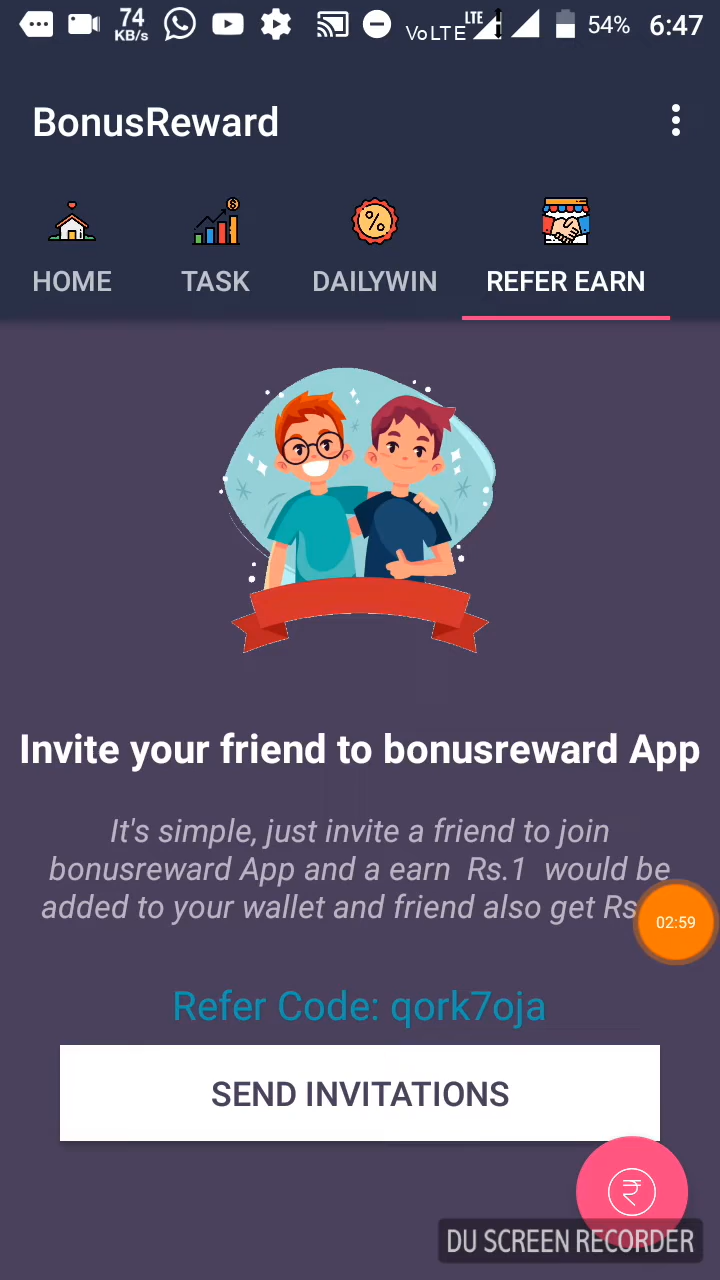 74
KB/s
VoLTE
LTE
54%
6:47
BonusReward
HOME
TASK
DAILYWIN
REFER EARN
Invite your friend to bonusreward App
It's simple, just invite a friend to join
bonusreward App and a earn Rs.1 would be
added to your wallet and friend also get Rs
02:59
Refer Code: qork7oja
SEND INVITATIONS
₹
DU SCREEN RECORDER